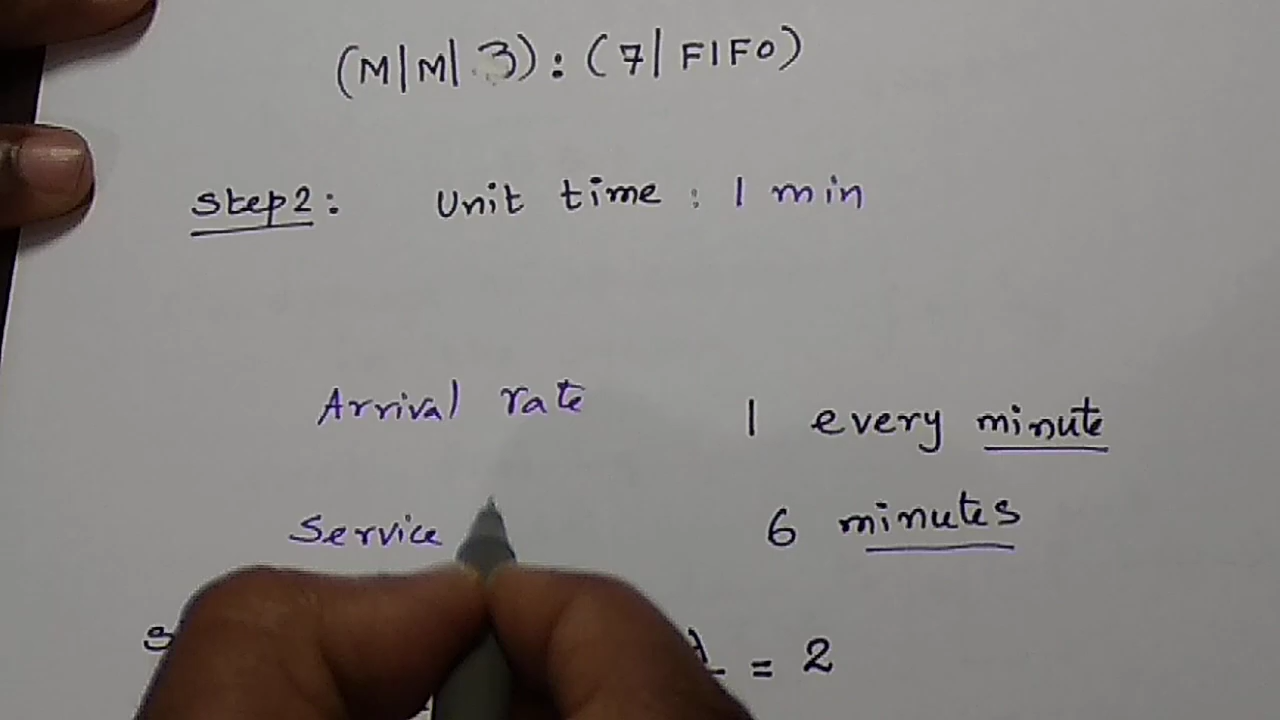 (M|M|3):(7|FIFO)
Step2: Unit time : 1 min
Arrival rate 1 every minute
Service 6 minutes
= 2